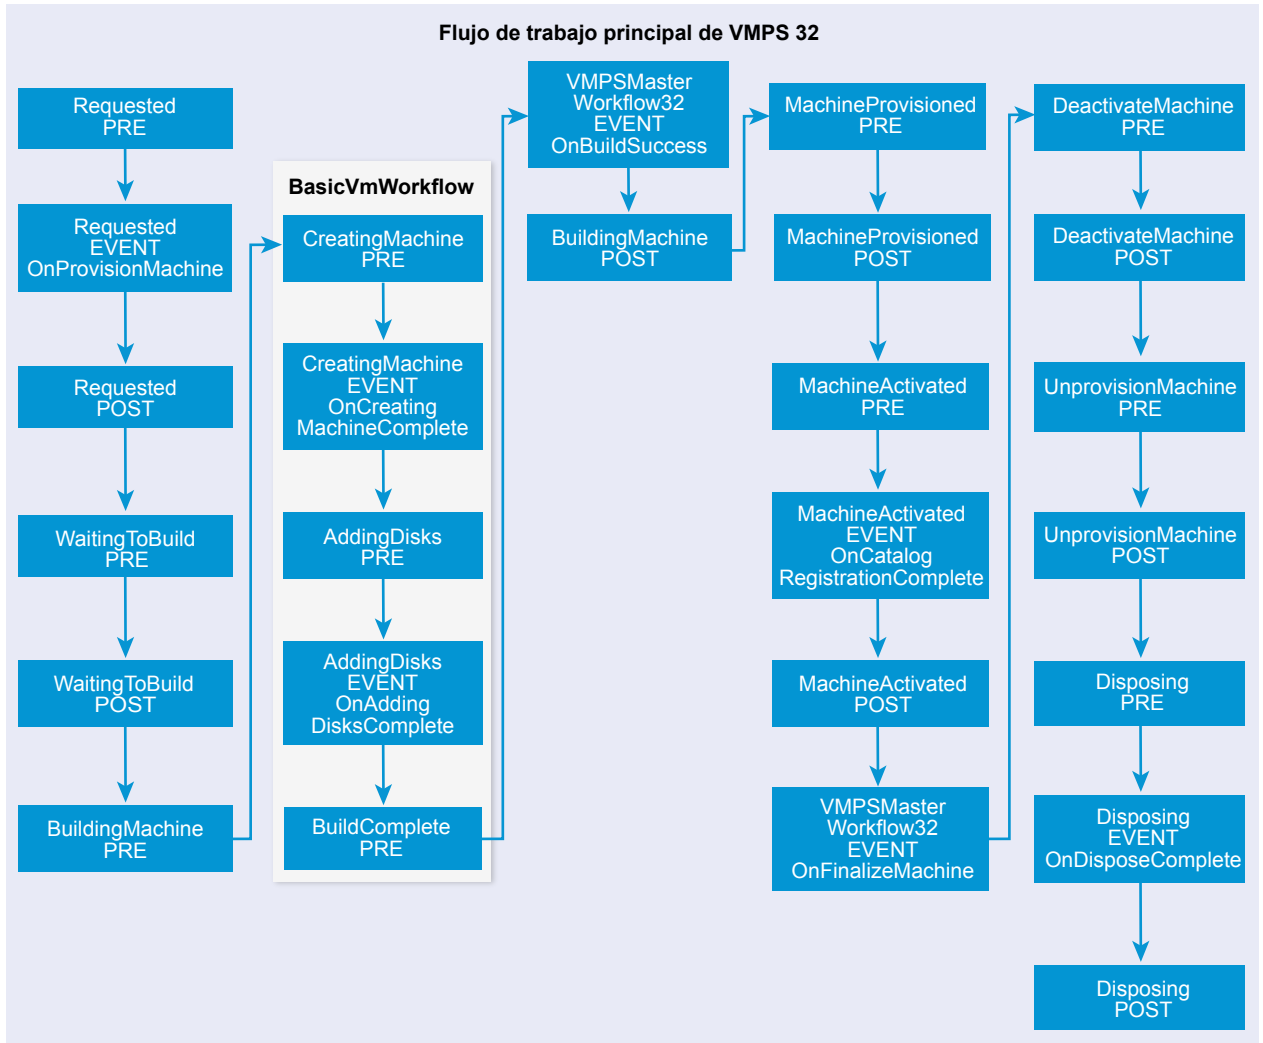 Flujo de trabajo principal de VMPS 32
Requested
PRE
Requested
EVENT
OnProvisionMachine
Requested
POST
WaitingToBuild
PRE
WaitingToBuild
POST
BuildingMachine
PRE
BasicVmWorkflow
CreatingMachine
PRE
CreatingMachine
EVENT
OnCreating
MachineComplete
AddingDisks
PRE
AddingDisks
EVENT
OnAdding
DisksComplete
BuildComplete
PRE
VMPSMaster
Workflow32
EVENT
OnBuildSuccess
BuildingMachine
POST
MachineProvisioned
PRE
MachineProvisioned
POST
MachineActivated
PRE
MachineActivated
EVENT
OnCatalog
RegistrationComplete
MachineActivated
POST
VMPSMaster
Workflow32
EVENT
OnFinalizeMachine
DeactivateMachine
PRE
DeactivateMachine
POST
UnprovisionMachine
PRE
UnprovisionMachine
POST
Disposing
PRE
Disposing
EVENT
OnDisposeComplete
Disposing
POST